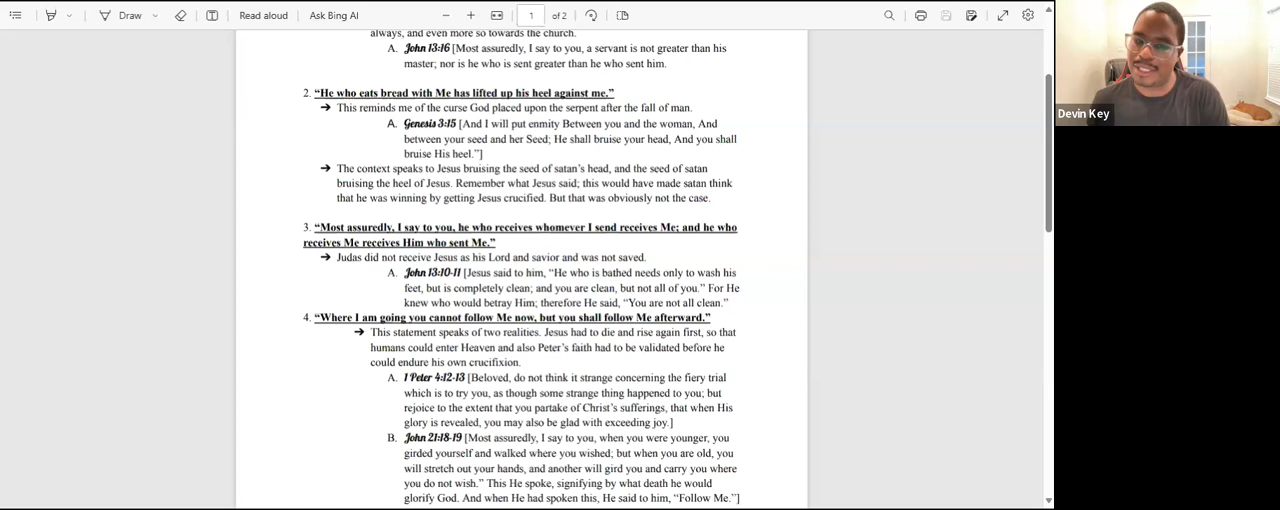 Draw
Read aloud
Ask Bing AI
1
of 2
always, and even more so towards the church.
A. John 13:16 [Most assuredly, I say to you, a servant is not greater than his
master; nor is he who is sent greater than he who sent him.
2. “He who eats bread with Me has lifted up his heel against me.”
➔ This reminds me of the curse God placed upon the serpent after the fall of man.
A. Genesis 3:15 [And I will put enmity Between you and the woman, And
between your seed and her Seed; He shall bruise your head, And you shall
bruise His heel.”]
➔ The context speaks to Jesus bruising the seed of satan’s head, and the seed of satan
bruising the heel of Jesus. Remember what Jesus said; this would have made satan think
that he was winning by getting Jesus crucified. But that was obviously not the case.
3. “Most assuredly, I say to you, he who receives whomever I send receives Me; and he who
receives Me receives Him who sent Me.”
➔ Judas did not receive Jesus as his Lord and savior and was not saved.
A. John 13:10-11 [Jesus said to him, “He who is bathed needs only to wash his
feet, but is completely clean; and you are clean, but not all of you.” For He
knew who would betray Him; therefore He said, “You are not all clean.”
4. “Where I am going you cannot follow Me now, but you shall follow Me afterward.”
➔ This statement speaks of two realities. Jesus had to die and rise again first, so that
humans could enter Heaven and also Peter’s faith had to be validated before he
could endure his own crucifixion.
A. 1 Peter 4:12-13 [Beloved, do not think it strange concerning the fiery trial
which is to try you, as though some strange thing happened to you; but
rejoice to the extent that you partake of Christ’s sufferings, that when His
glory is revealed, you may also be glad with exceeding joy.]
B. John 21:18-19 [Most assuredly, I say to you, when you were younger, you
girded yourself and walked where you wished; but when you are old, you
will stretch out your hands, and another will gird you and carry you where
you do not wish.” This He spoke, signifying by what death he would
glorify God. And when He had spoken this, He said to him, “Follow Me.”]
Devin Key